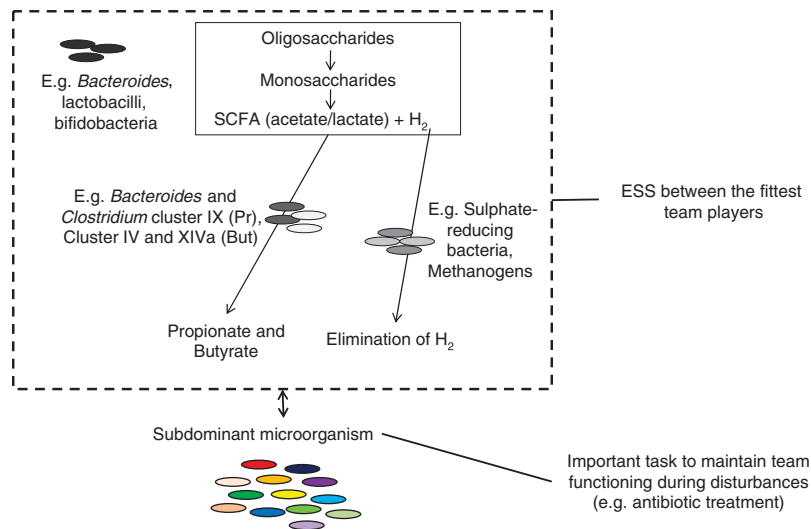 Oligosaccharides
Monosaccharides
SCFA (acetate/lactate) + H₂
E.g. Bacteroides,
lactobacilli,
bifidobacteria
E.g. Bacteroides and
Clostridium cluster IX (Pr),
Cluster IV and XIVa (But)
E.g. Sulphate-
reducing
bacteria,
Methanogens
ESS between the fittest
team players
Propionate and
Butyrate
Elimination of H₂
Subdominant microorganism
Important task to maintain team
functioning during disturbances
(e.g. antibiotic treatment)